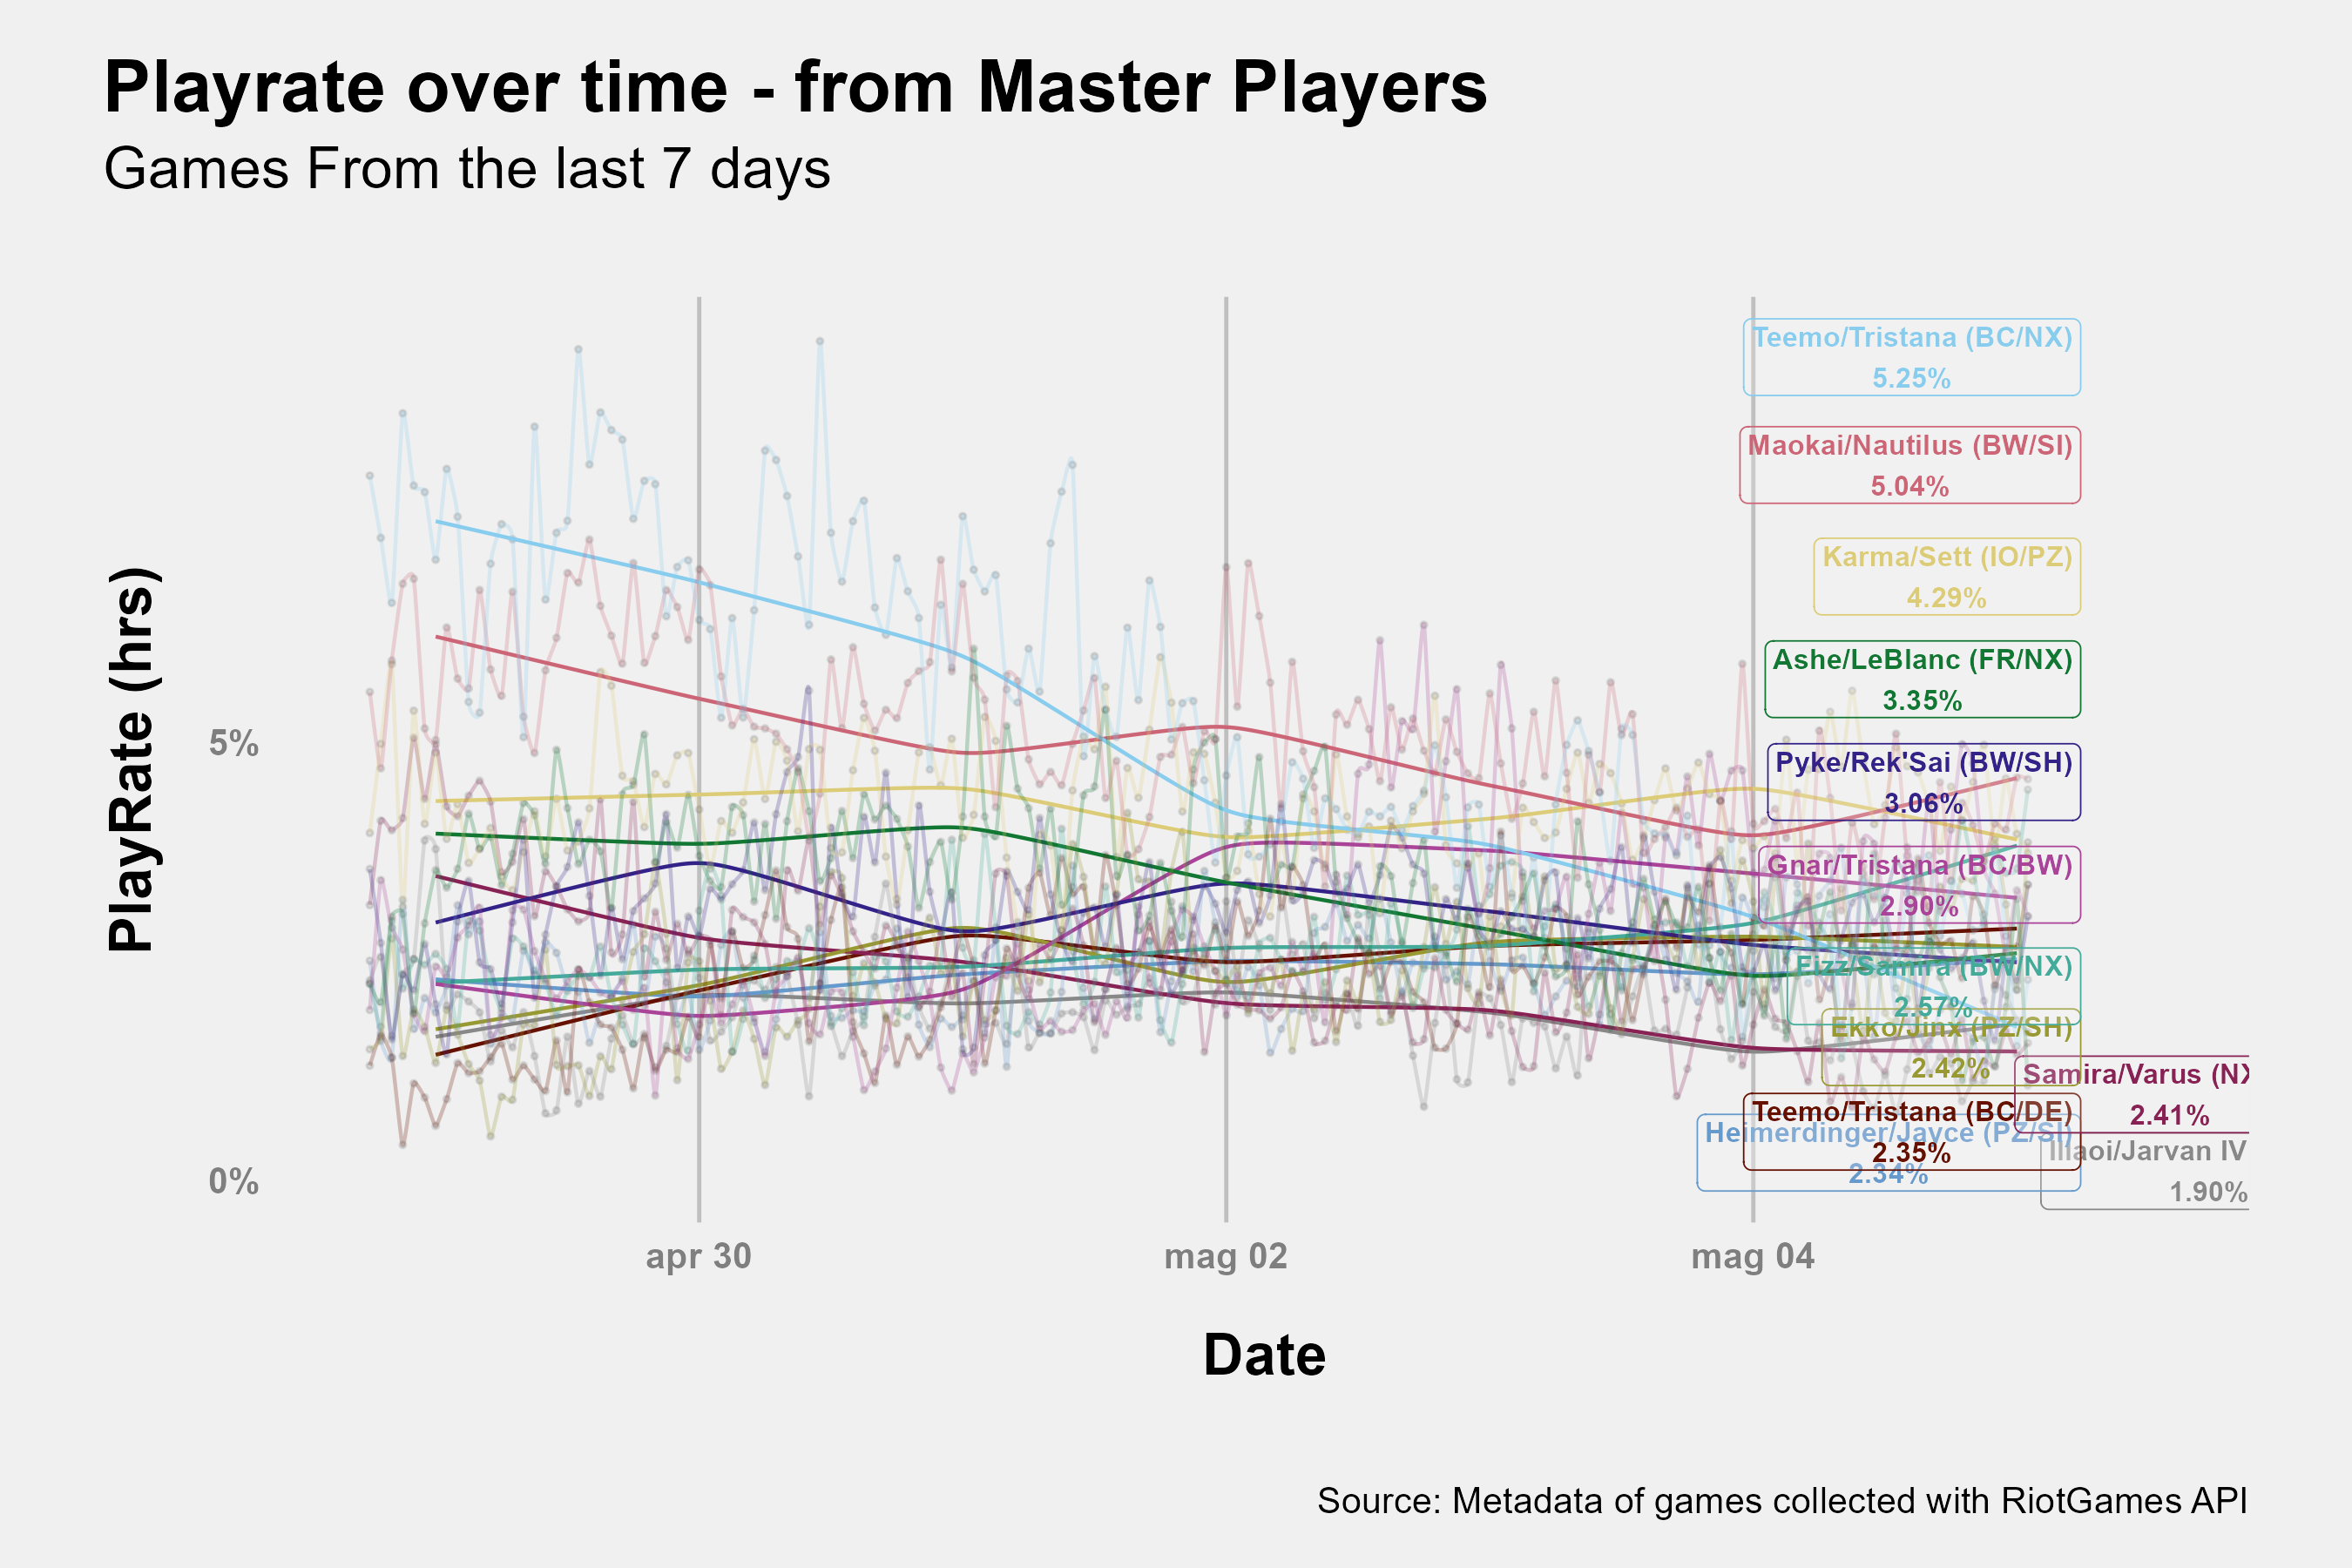 Playrate over time - from Master Players
Games From the last 7 days
PlayRate (hrs)
5%
0%
Teemo/Tristana (BC/NX)
5.25%
Maokai/Nautilus (BW/SI)
5.04%
Karma/Sett (IO/PZ)
4.29%
Ashe/LeBlanc (FR/NX)
3.35%
Pyke/Rek'Sai (BW/SH)
3.06%
Gnar/Tristana (BC/BW)
2.90%
Fizz/Samira (BW/NX)
2.57%
Ekko/Jinx (PZ/SH)
2.42%
Samira/Varus (NX
2.41%
Teemo/Tristana (BC/DE)
2.35%
Heimerdinger/Jayce (PZ/SI)
2.34%
Illaoi/Jarvan IV
1.90%
apr 30
mag 02
mag 04
Date
Source: Metadata of games collected with RiotGames API